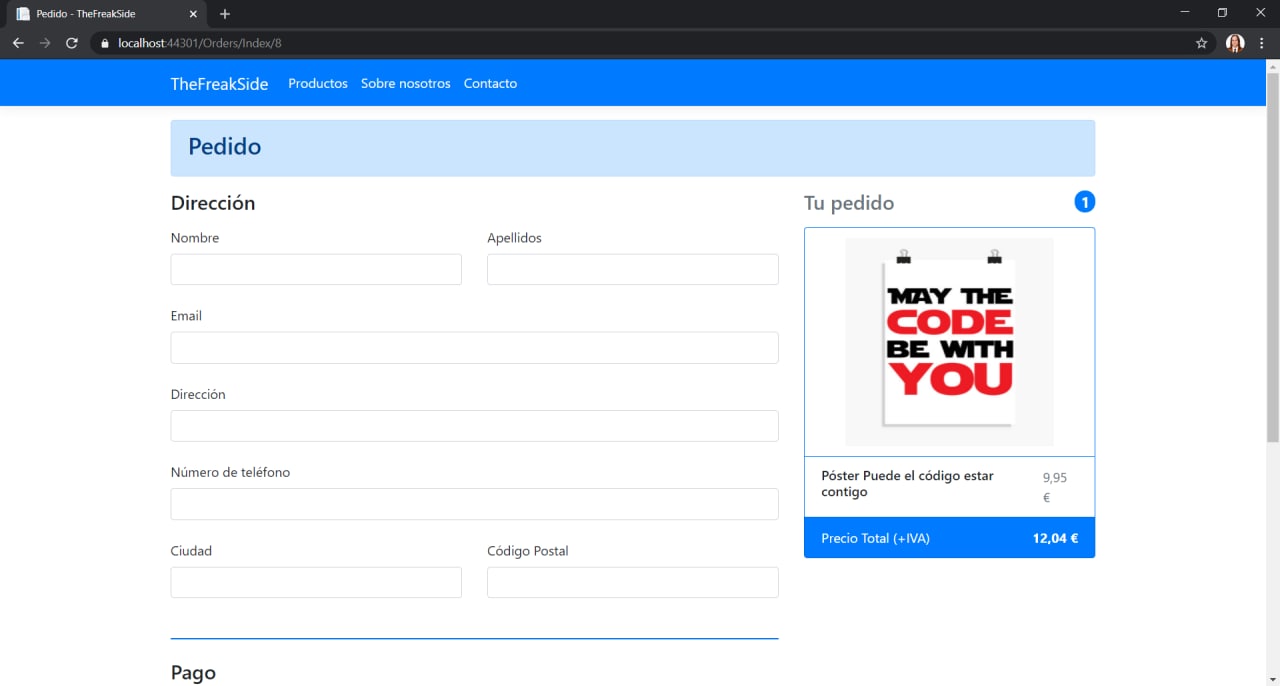 Pedido - TheFreakSide
localhost:44301/Orders/Index/8
TheFreakSide Productos Sobre nosotros Contacto
Pedido
Dirección
Nombre Apellidos
Email
Dirección
Número de teléfono
Ciudad Código Postal
Pago
Tu pedido 1
MAY THE
CODE
BE WITH
YOU
Póster Puede el código estar
contigo
9,95
€
Precio Total (+IVA) 12,04 €